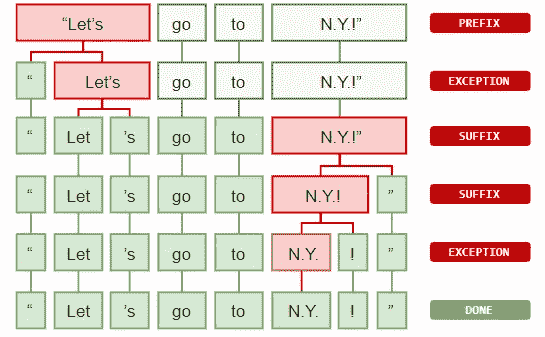 “Let’s go to N.Y.!” PREFIX
“ Let’s go to N.Y.!” EXCEPTION
“ Let ’s go to N.Y.!” SUFFIX
“ Let ’s go to N.Y.! ” SUFFIX
“ Let ’s go to N.Y. ! ” EXCEPTION
“ Let ’s go to N.Y. ! ” DONE